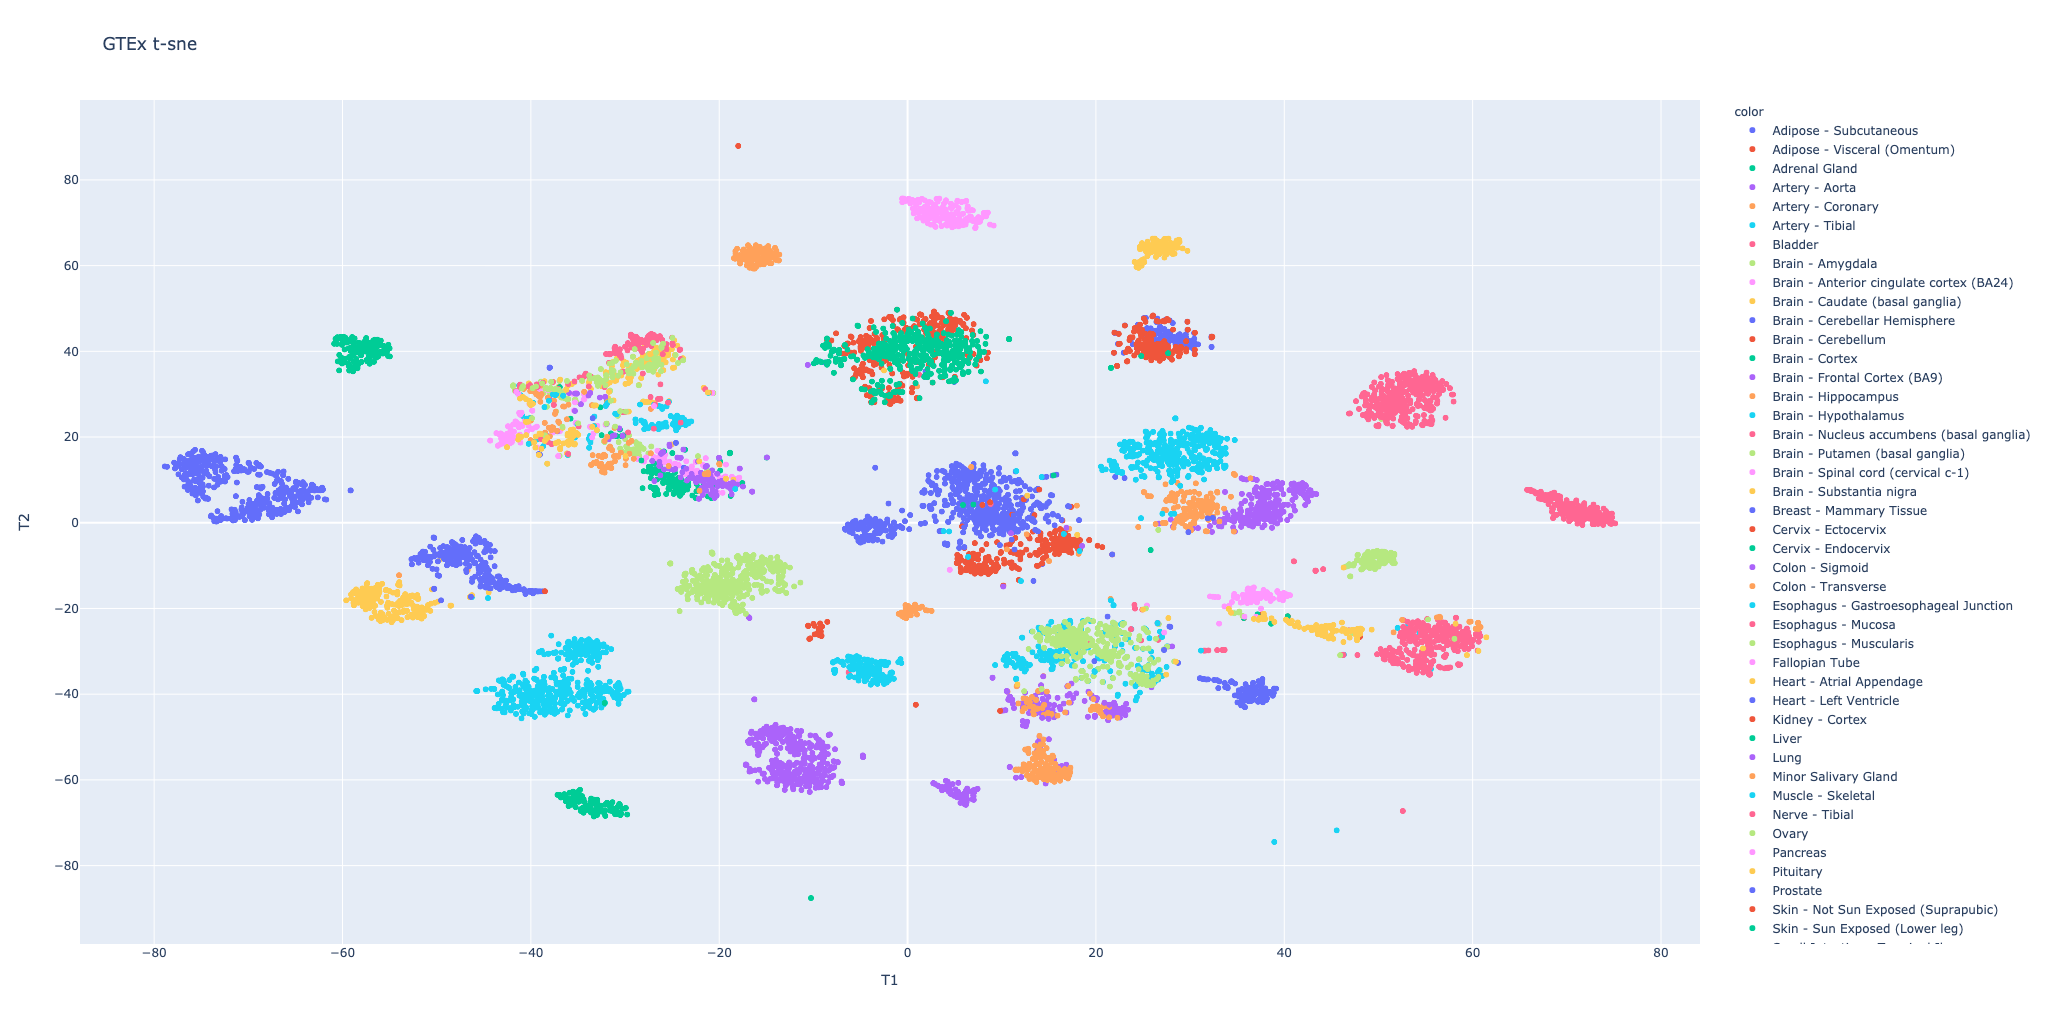 GTEx t-sne
80
60
40
20
0
−20
−40
−60
−80
T2
−80
−60
−40
−20
0
20
40
60
80
T1
color
Adipose - Subcutaneous
Adipose - Visceral (Omentum)
Adrenal Gland
Artery - Aorta
Artery - Coronary
Artery - Tibial
Bladder
Brain - Amygdala
Brain - Anterior cingulate cortex (BA24)
Brain - Caudate (basal ganglia)
Brain - Cerebellar Hemisphere
Brain - Cerebellum
Brain - Cortex
Brain - Frontal Cortex (BA9)
Brain - Hippocampus
Brain - Hypothalamus
Brain - Nucleus accumbens (basal ganglia)
Brain - Putamen (basal ganglia)
Brain - Spinal cord (cervical c-1)
Brain - Substantia nigra
Breast - Mammary Tissue
Cervix - Ectocervix
Cervix - Endocervix
Colon - Sigmoid
Colon - Transverse
Esophagus - Gastroesophageal Junction
Esophagus - Mucosa
Esophagus - Muscularis
Fallopian Tube
Heart - Atrial Appendage
Heart - Left Ventricle
Kidney - Cortex
Liver
Lung
Minor Salivary Gland
Muscle - Skeletal
Nerve - Tibial
Ovary
Pancreas
Pituitary
Prostate
Skin - Not Sun Exposed (Suprapubic)
Skin - Sun Exposed (Lower leg)